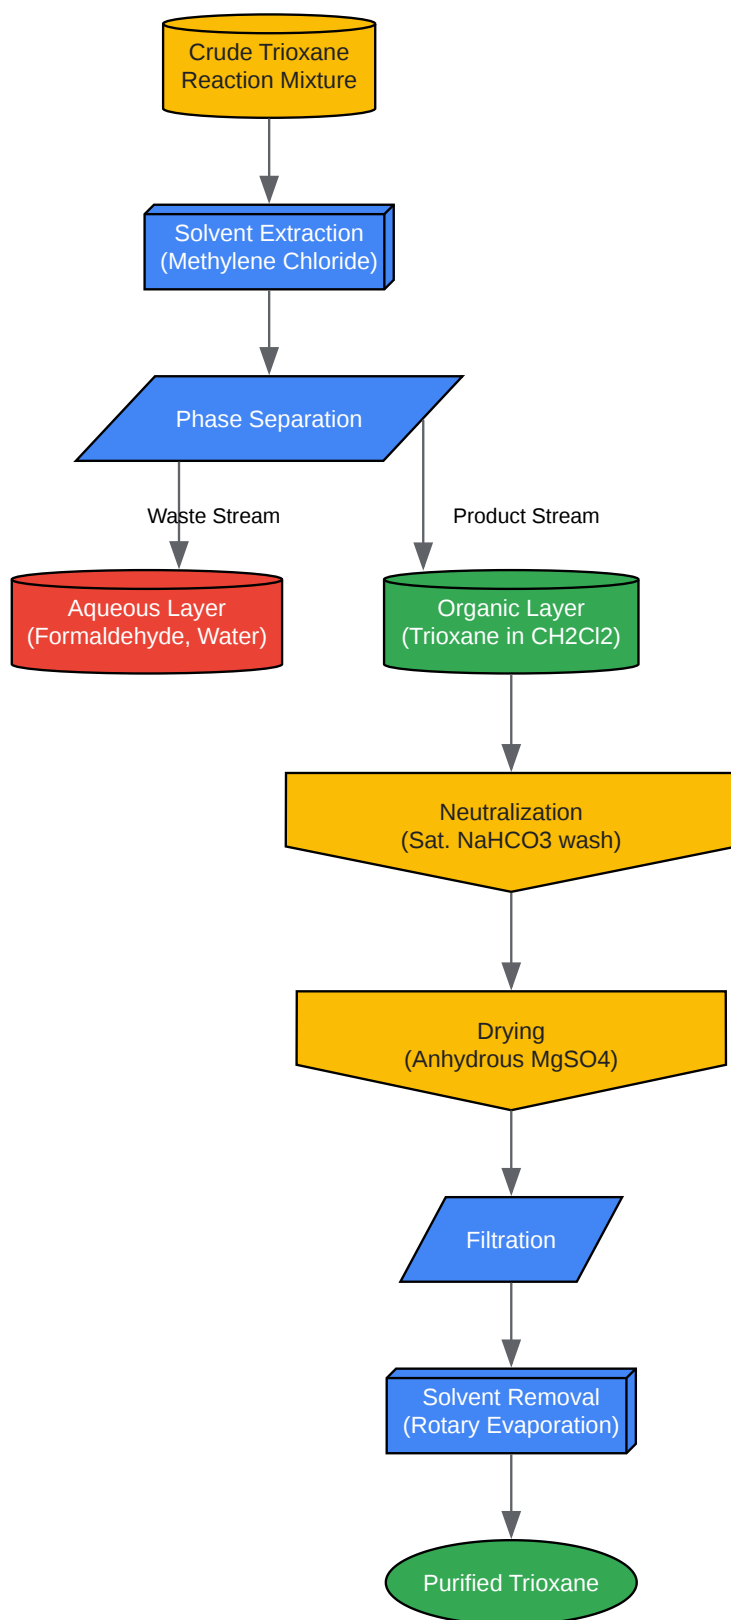 Crude Trioxane
Reaction Mixture
Solvent Extraction
(Methylene Chloride)
Phase Separation
Waste Stream
Product Stream
Aqueous Layer
(Formaldehyde, Water)
Organic Layer
(Trioxane in CH2Cl2)
Neutralization
(Sat. NaHCO3 wash)
Drying
(Anhydrous MgSO4)
Filtration
Solvent Removal
(Rotary Evaporation)
Purified Trioxane